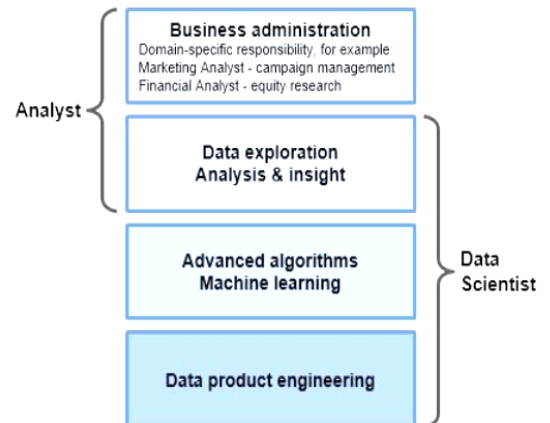 Business administration
Domain-specific responsibility, for example
Marketing Analyst - campaign management
Financial Analyst - equity research
Analyst
Data exploration
Analysis & insight
Advanced algorithms
Machine learning
Data
Scientist
Data product engineering